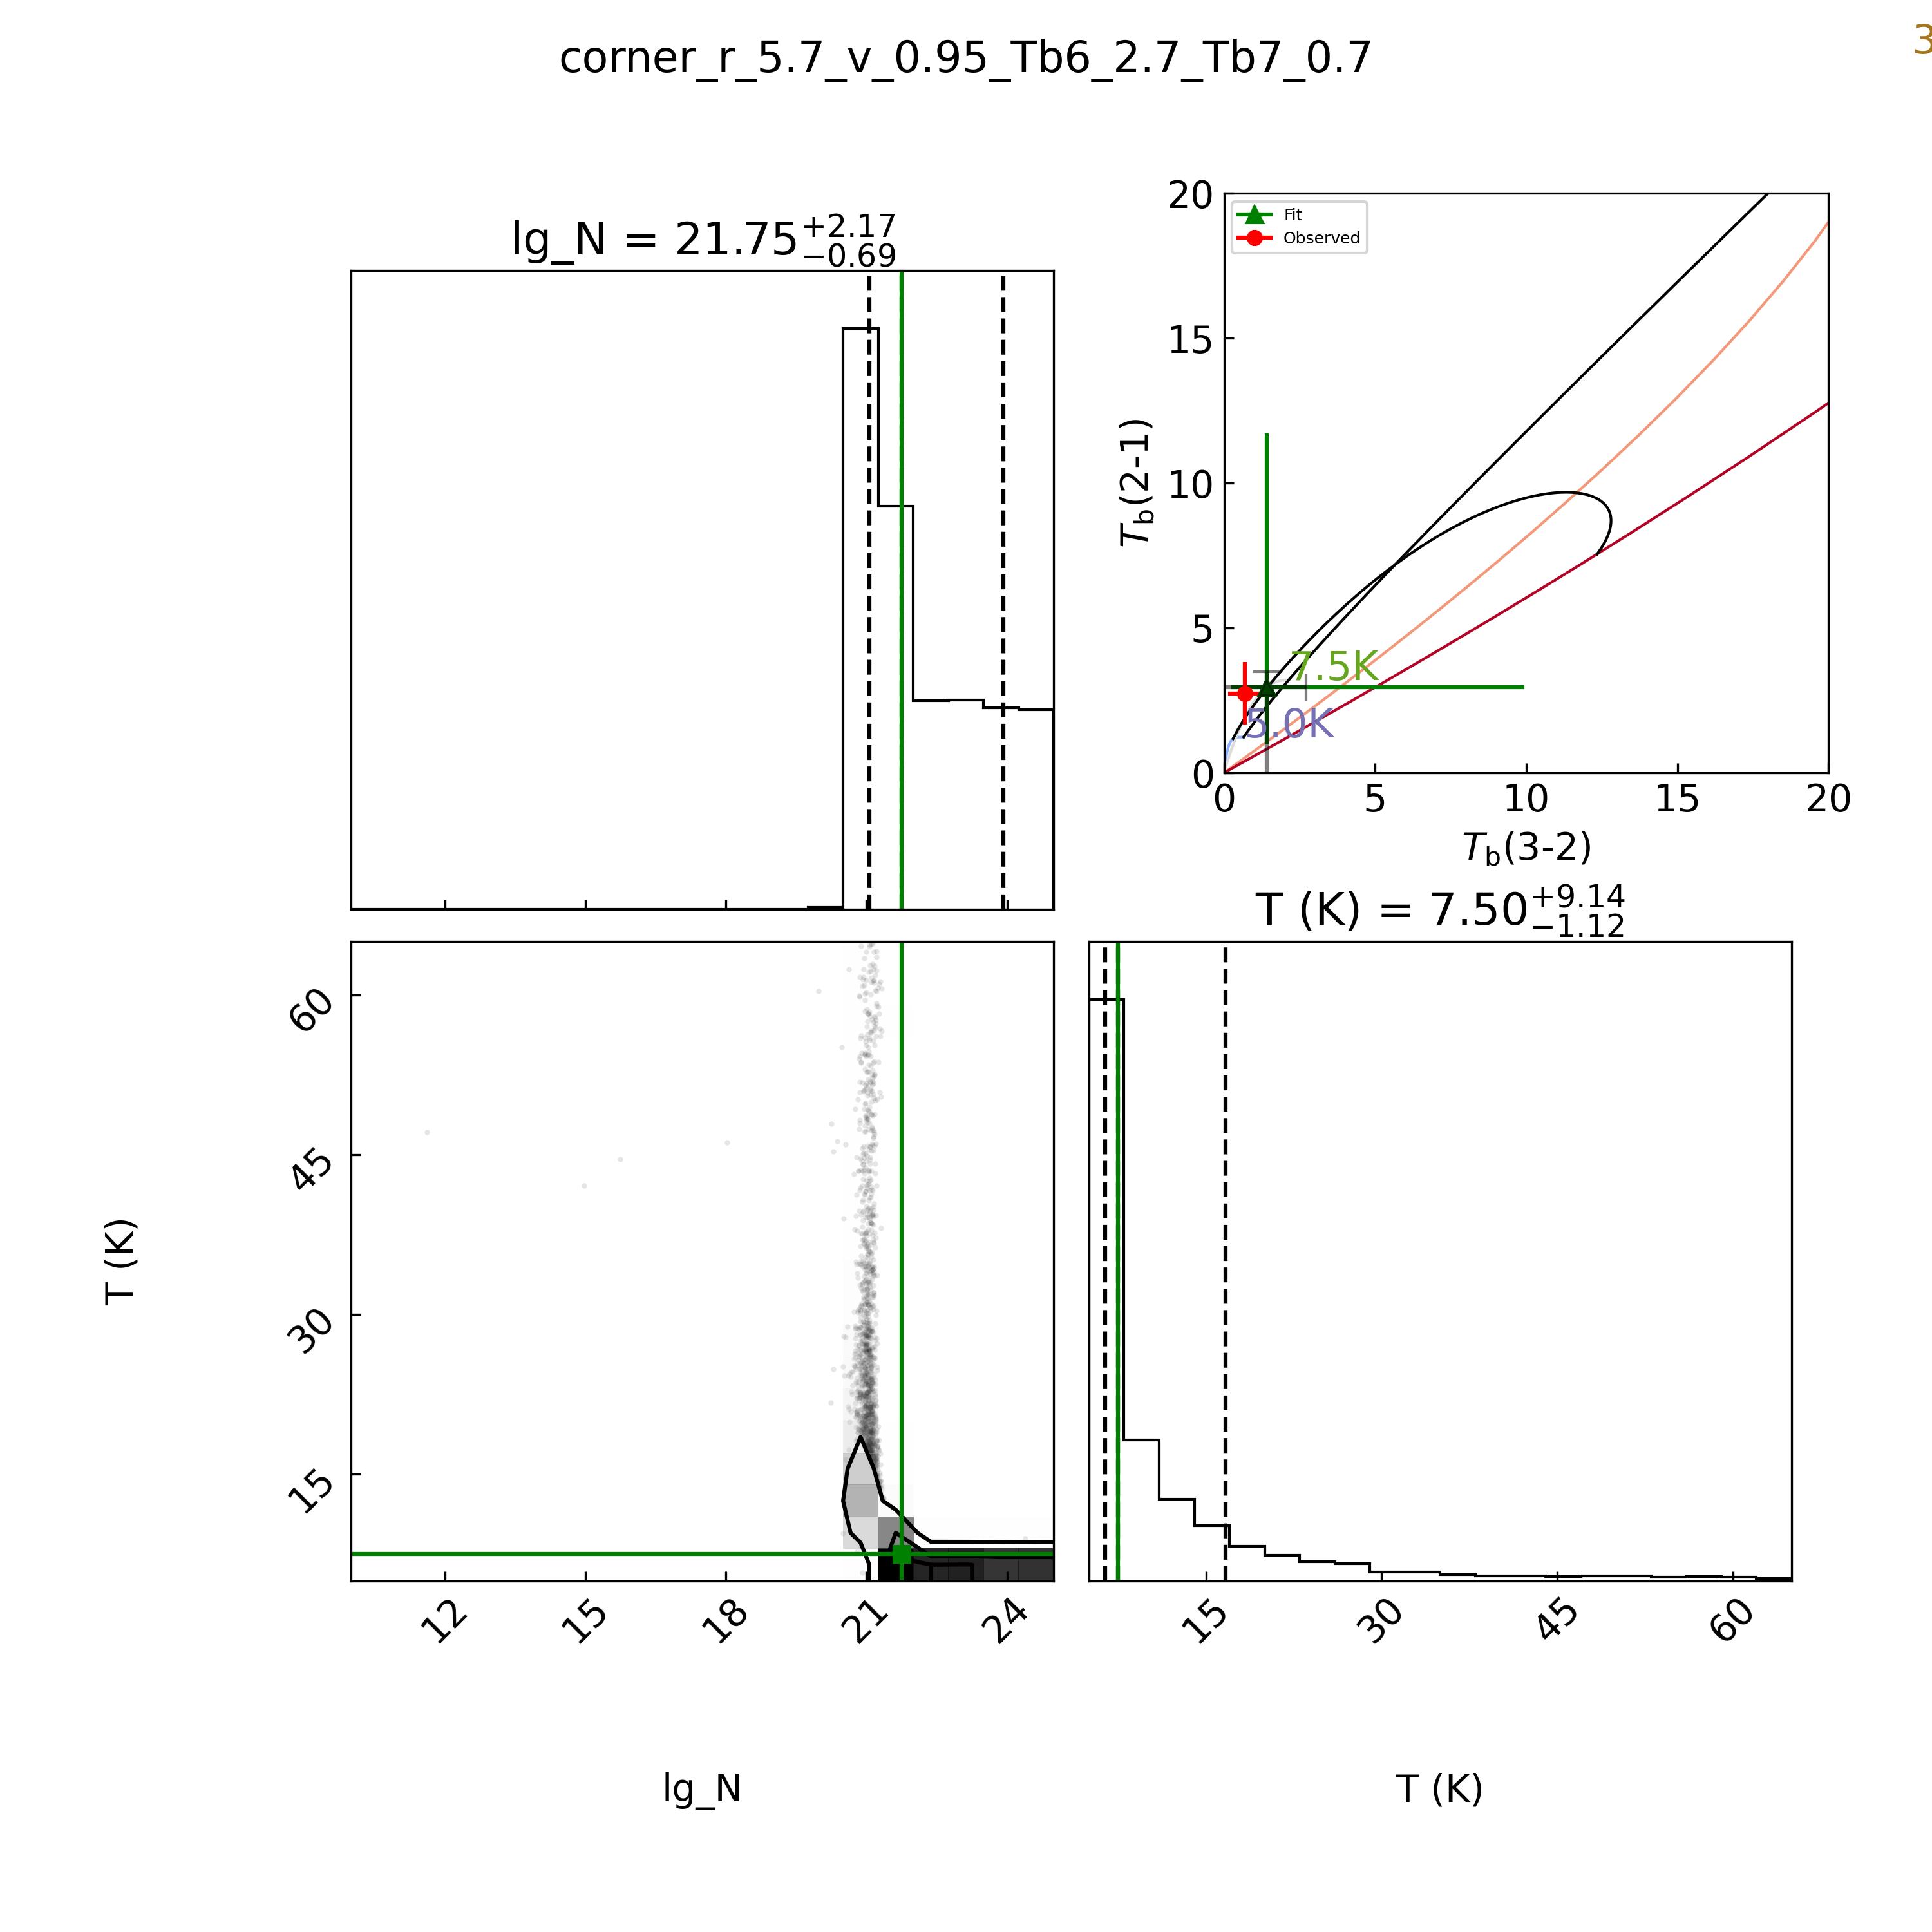 corner_r_5.7_v_0.95_Tb6_2.7_Tb7_0.7
3
lg_N = 21.75 +2.17 −0.69
20
15
10
5
0
Fit
Observed
7.5K
5.0K
T_b(2-1)
0 5 10 15 20
T_b(3-2)
T (K) = 7.50 +9.14 −1.12
60
45
30
15
T (K)
12 15 18 21 24
lg_N
15 30 45 60
T (K)